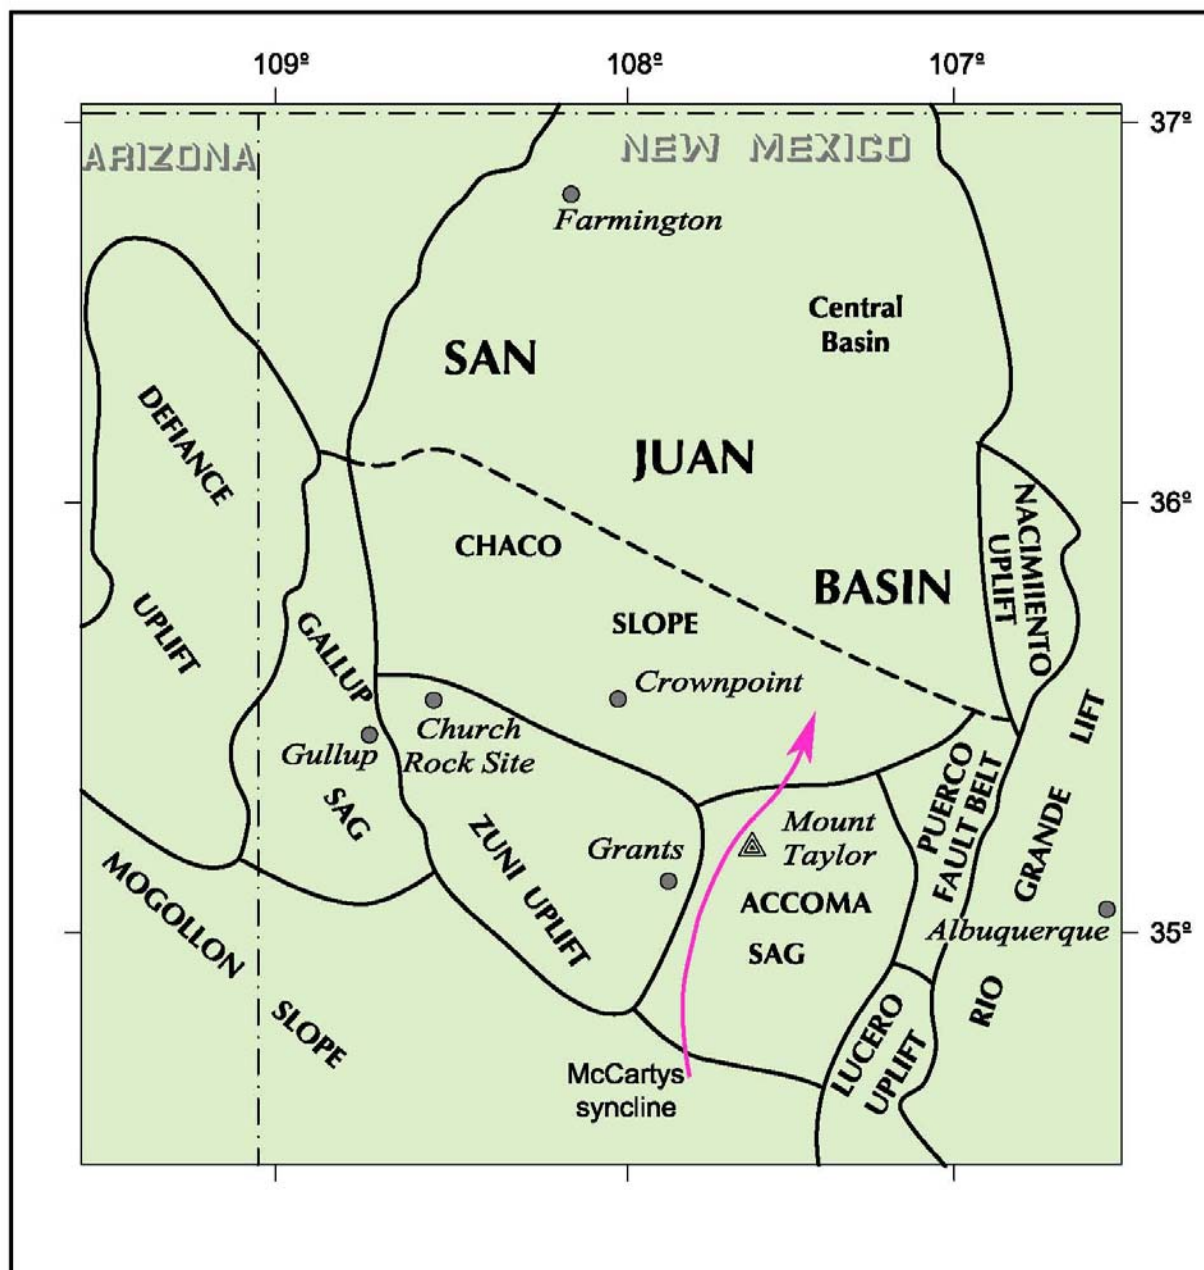 109º 108º 107º
37º
ARIZONA NEW MEXICO
Farmington
Central
Basin
SAN
JUAN
BASIN
DEFIANCE
UPLIFT
36º
CHACO
SLOPE
NACIMIIENTO
UPLIFT
GALLUP
SAG
Crownpoint
Church
Rock Site
Gullup
ZUNI UPLIFT
Grants
Mount
Taylor
ACCOMA
SAG
PUERCO
FAULT BELT
LIFT
GRANDE
RIO
Albuquerque
35º
MOGOLLON
SLOPE
LUCERO
UPLIFT
McCartys
syncline